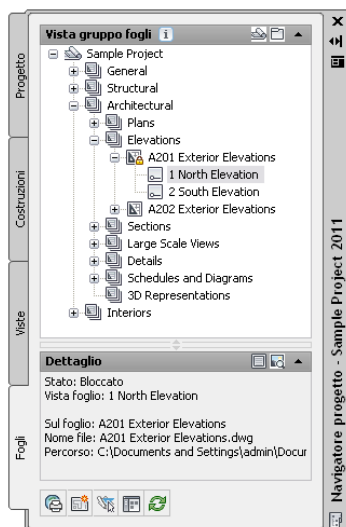 Vista gruppo fogli
Sample Project
General
Structural
Architectural
Plans
Elevations
A201 Exterior Elevations
1 North Elevation
2 South Elevation
A202 Exterior Elevations
Sections
Large Scale Views
Details
Schedules and Diagrams
3D Representations
Interiors
Dettaglio
Stato: Bloccato
Vista foglio: 1 North Elevation
Sul foglio: A201 Exterior Elevations
Nome file: A201 Exterior Elevations.dwg
Percorso: C:\Documents and Settings\admin\Docur
Progetto
Costruzioni
Viste
Fogli
Navigatore progetto - Sample Project 2011